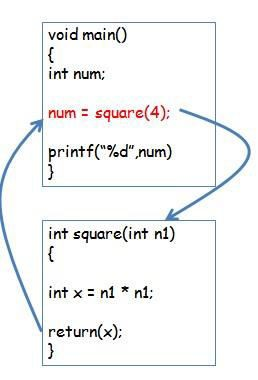 void main()
{
int num;
num = square(4);
printf(“%d”,num)
}
int square(int n1)
{
int x = n1 * n1;
return(x);
}